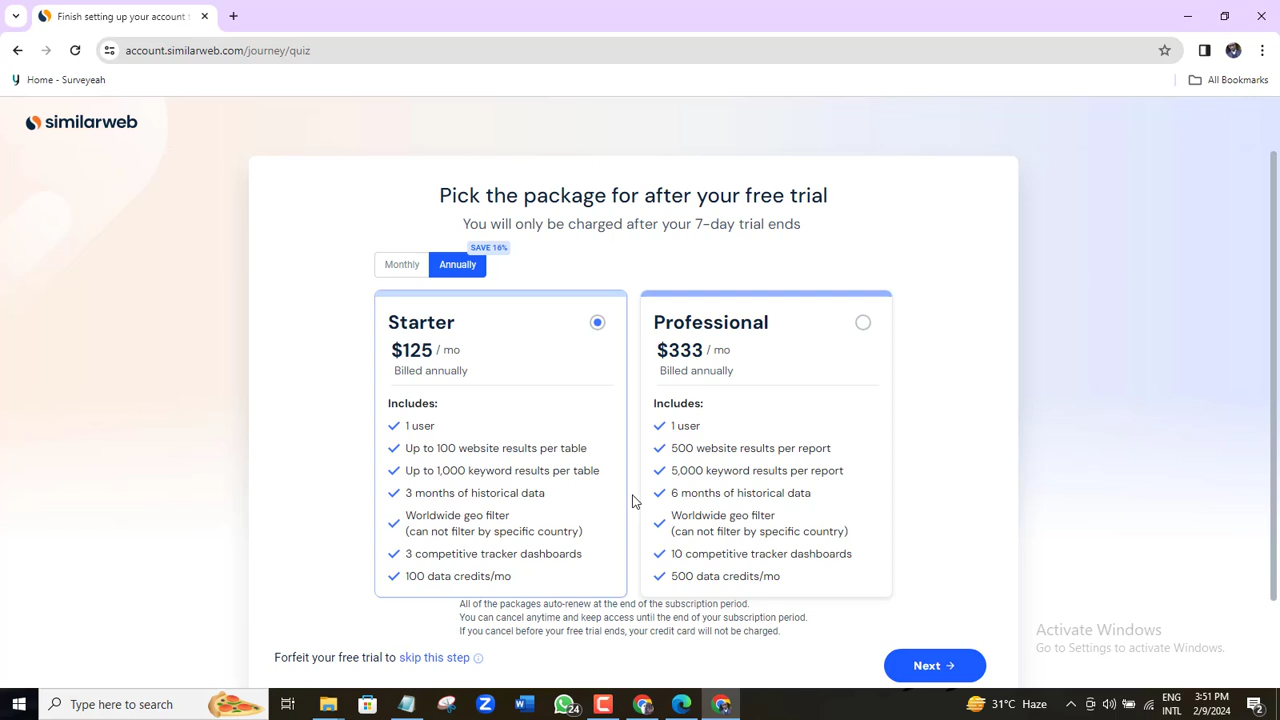 Finish setting up your account t
account.similarweb.com/journey/quiz
Home - Surveyeah
All Bookmarks
similarweb
Pick the package for after your free trial
You will only be charged after your 7-day trial ends
SAVE 16%
Monthly
Annually
Starter
$125 / mo
Billed annually
Includes:
1 user
Up to 100 website results per table
Up to 1,000 keyword results per table
3 months of historical data
Worldwide geo filter
(can not filter by specific country)
3 competitive tracker dashboards
100 data credits/mo
Professional
$333 / mo
Billed annually
Includes:
1 user
500 website results per report
5,000 keyword results per report
6 months of historical data
Worldwide geo filter
(can not filter by specific country)
10 competitive tracker dashboards
500 data credits/mo
All of the packages auto-renew at the end of the subscription period.
You can cancel anytime and keep access until the end of your subscription period.
If you cancel before your free trial ends, your credit card will not be charged.
Forfeit your free trial to skip this step
Next →
Activate Windows
Go to Settings to activate Windows.
Type here to search
24
31°C Haze
ENG
INTL
3:51 PM
2/9/2024
2